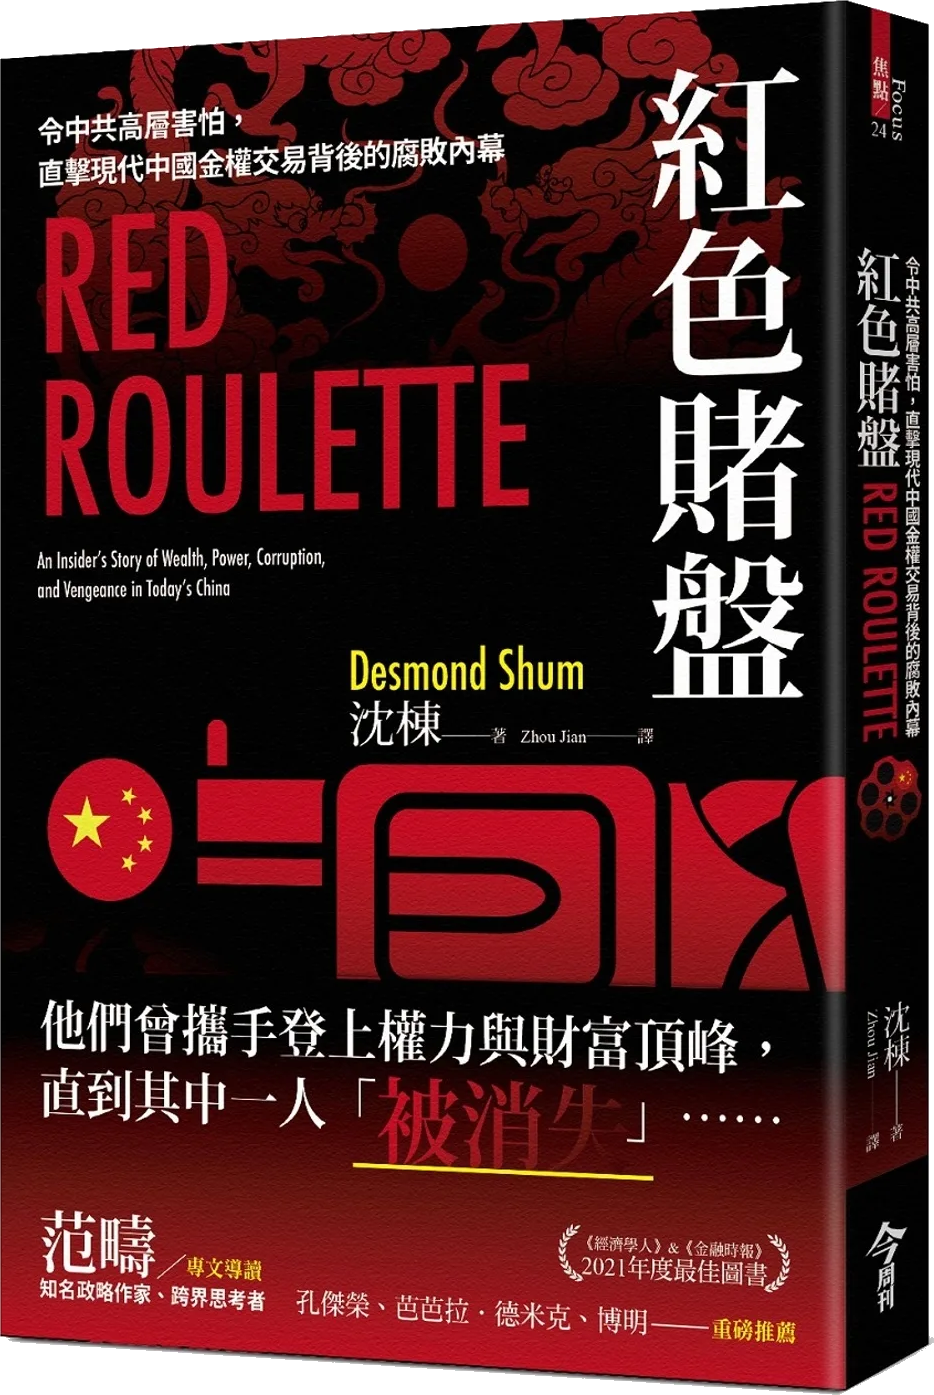 令中共高層害怕，
直擊現代中國金權交易背後的腐敗內幕
RED
ROULETTE
An Insider's Story of Wealth, Power, Corruption,
and Vengeance in Today's China
紅色賭盤
Desmond Shum
沈棟——著 Zhou Jian——譯
他們曾攜手登上權力與財富頂峰，
直到其中一人「被消失」……
范疇／專文導讀
知名政略作家、跨界思考者
《經濟學人》&《金融時報》
2021年度最佳圖書
孔傑榮、芭芭拉・德米克、博明——重磅推薦
焦點／24
Focus
紅色賭盤 RED ROULETTE
令中共高層害怕，直擊現代中國金權交易背後的腐敗內幕
沈棟——著
Zhou Jian——譯
今周刊